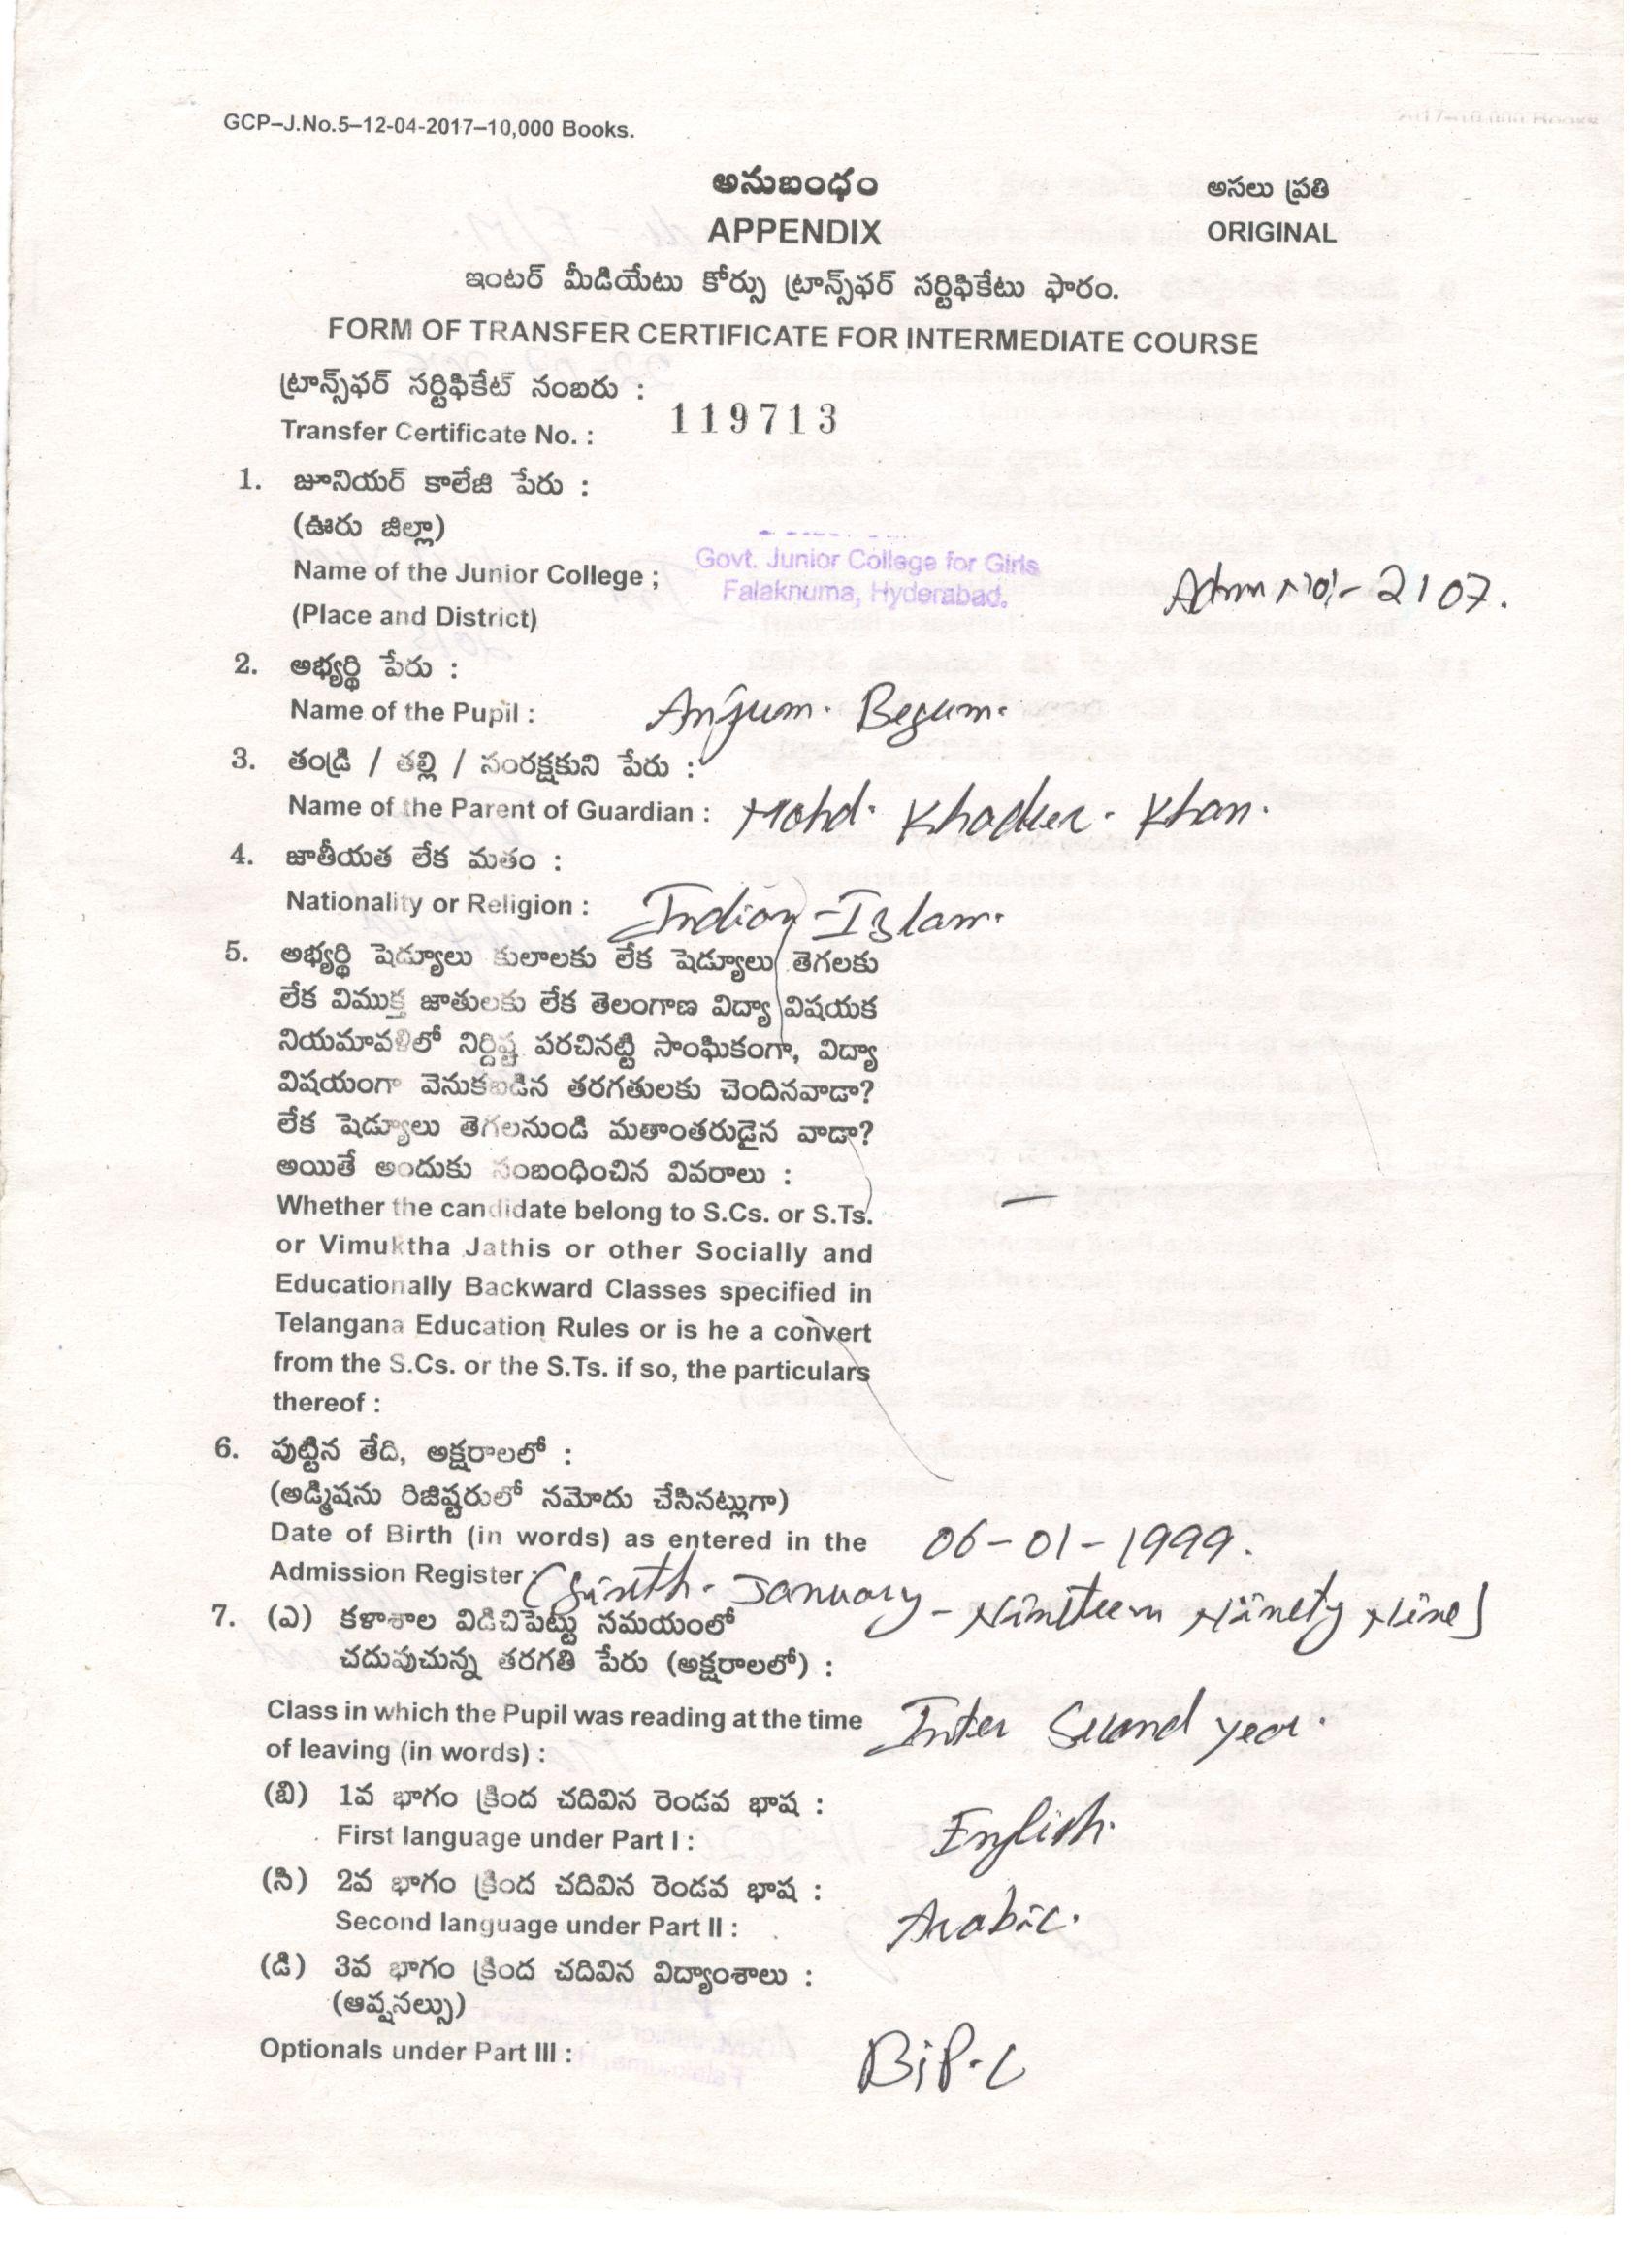 GCP–J.No.5–12-04-2017–10,000 Books.
అనుబంధం
అసలు ప్రతి
APPENDIX
ORIGINAL
ఇంటర్ మీడియేటు కోర్సు ట్రాన్స్‌ఫర్ సర్టిఫికేటు ఫారం.
FORM OF TRANSFER CERTIFICATE FOR INTERMEDIATE COURSE
ట్రాన్స్‌ఫర్ సర్టిఫికేట్ నంబరు :
Transfer Certificate No. : 119713
1. జూనియర్ కాలేజి పేరు :
(ఊరు జిల్లా)
Govt. Junior College for Girls
Name of the Junior College ;
Falaknuma, Hyderabad.
Adm No/- 2107.
(Place and District)
2. అభ్యర్థి పేరు :
Name of the Pupil : Anjum. Begum.
3. తండ్రి / తల్లి / సంరక్షకుని పేరు :
Name of the Parent of Guardian : Mohd. Khadeer. Khan.
4. జాతీయత లేక మతం :
Nationality or Religion : Indian - Islam.
5. అభ్యర్థి షెడ్యూలు కులాలకు లేక షెడ్యూలు తెగలకు
లేక విముక్త జాతులకు లేక తెలంగాణ విద్యా విషయక
నియమావళిలో నిర్దిష్ట పరచినట్టి సాంఘికంగా, విద్యా
విషయంగా వెనుకబడిన తరగతులకు చెందినవాడా?
లేక షెడ్యూలు తెగలనుండి మతాంతరుడైన వాడా?
అయితే అందుకు సంబంధించిన వివరాలు :
Whether the candidate belong to S.Cs. or S.Ts. —
or Vimuktha Jathis or other Socially and
Educationally Backward Classes specified in
Telangana Education Rules or is he a convert
from the S.Cs. or the S.Ts. if so, the particulars
thereof :
6. పుట్టిన తేది, అక్షరాలలో :
(అడ్మిషను రిజిష్టరులో నమోదు చేసినట్లుగా)
Date of Birth (in words) as entered in the 06-01-1999.
Admission Register : (Sixth - January - Nineteen Ninety Nine)
7. (ఎ) కళాశాల విడిచిపెట్టు సమయంలో
చదువుచున్న తరగతి పేరు (అక్షరాలలో) :
Class in which the Pupil was reading at the time Inter Second year.
of leaving (in words) :
(బి) 1వ భాగం క్రింద చదివిన రెండవ భాష :
First language under Part I : English.
(సి) 2వ భాగం క్రింద చదివిన రెండవ భాష :
Second language under Part II : Arabic.
(డి) 3వ భాగం క్రింద చదివిన విద్యాంశాలు :
(ఆప్షనల్సు)
Optionals under Part III : BiP.C